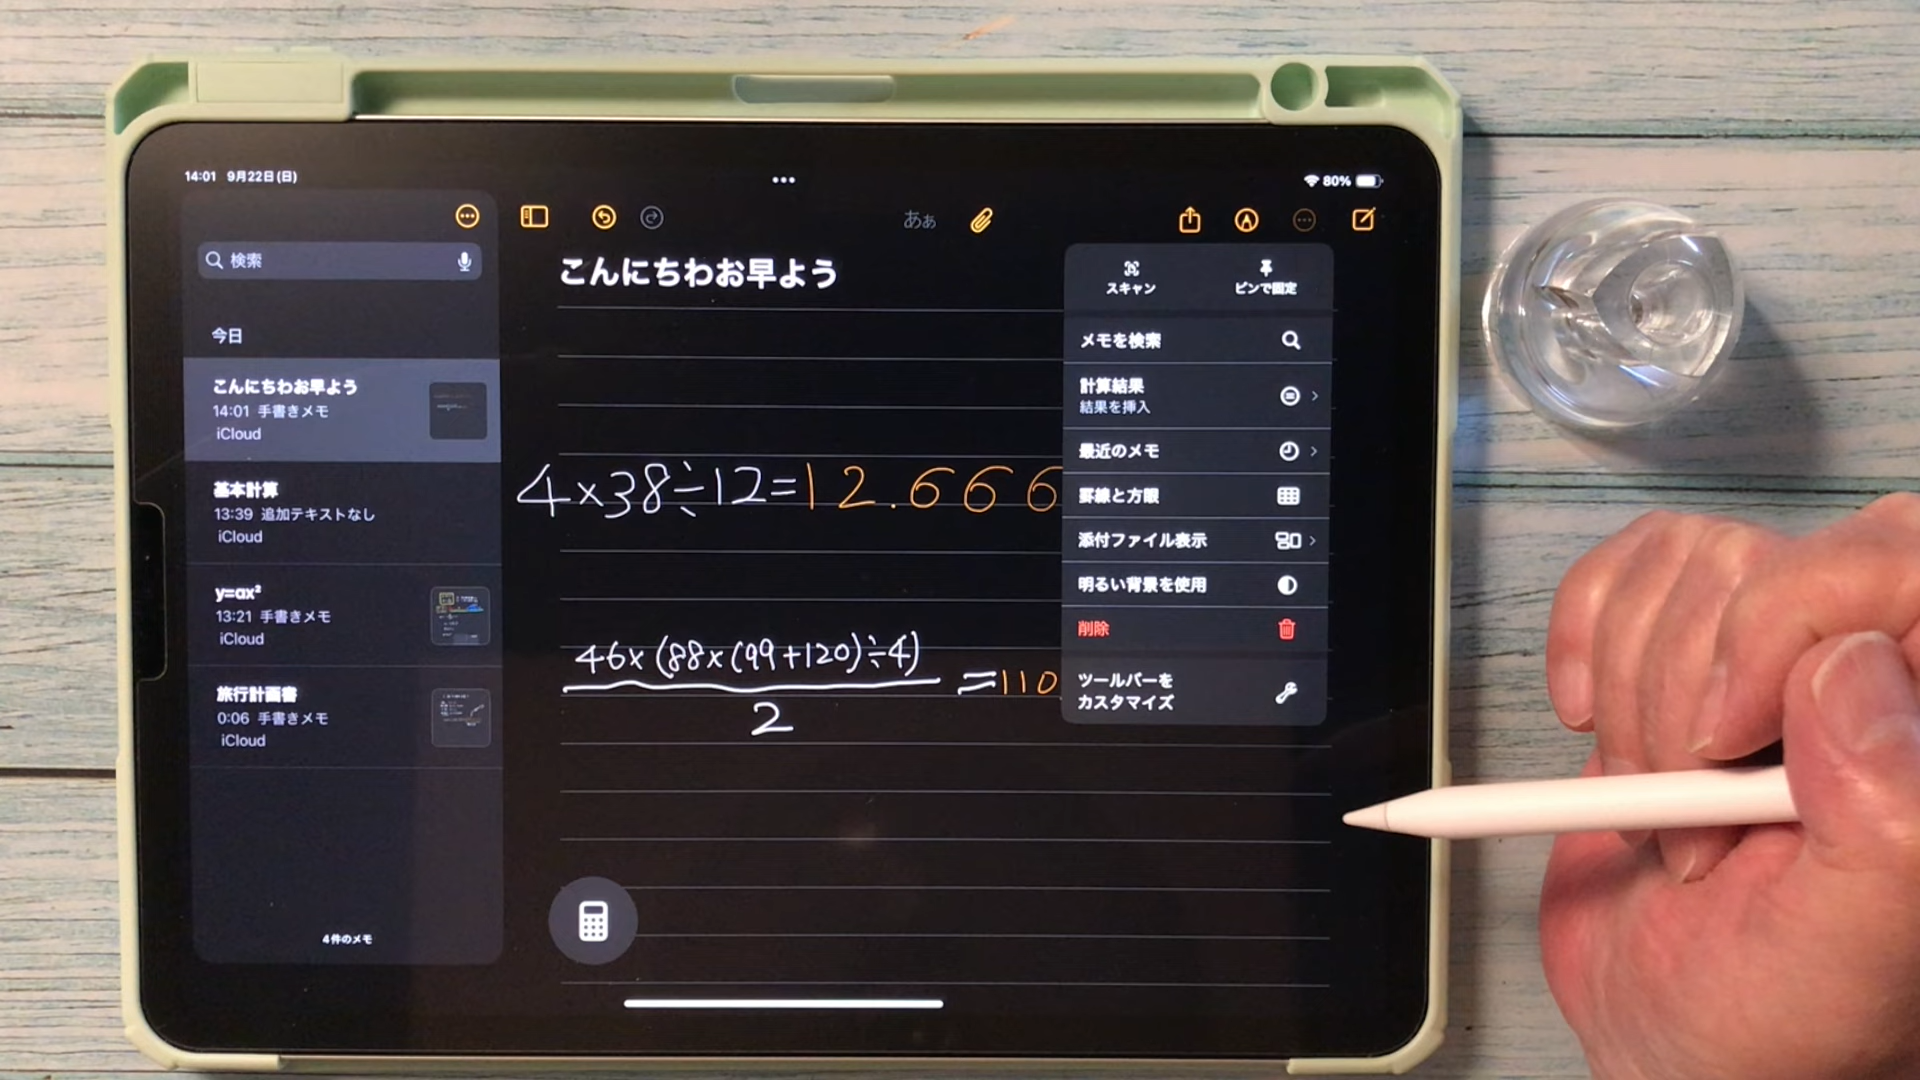 14:01 9月22日(日)
80%
検索
今日
こんにちわお早よう
14:01 手書きメモ
iCloud
基本計算
13:39 追加テキストなし
iCloud
y=ax²
13:21 手書きメモ
iCloud
旅行計画書
0:06 手書きメモ
iCloud
4件のメモ
あぁ
こんにちわお早よう
4×38÷12=12.666
46×(88×(99+120)÷4)
2
=110
スキャン
ピンで固定
メモを検索
計算結果
結果を挿入
最近のメモ
罫線と方眼
添付ファイル表示
明るい背景を使用
削除
ツールバーを
カスタマイズ